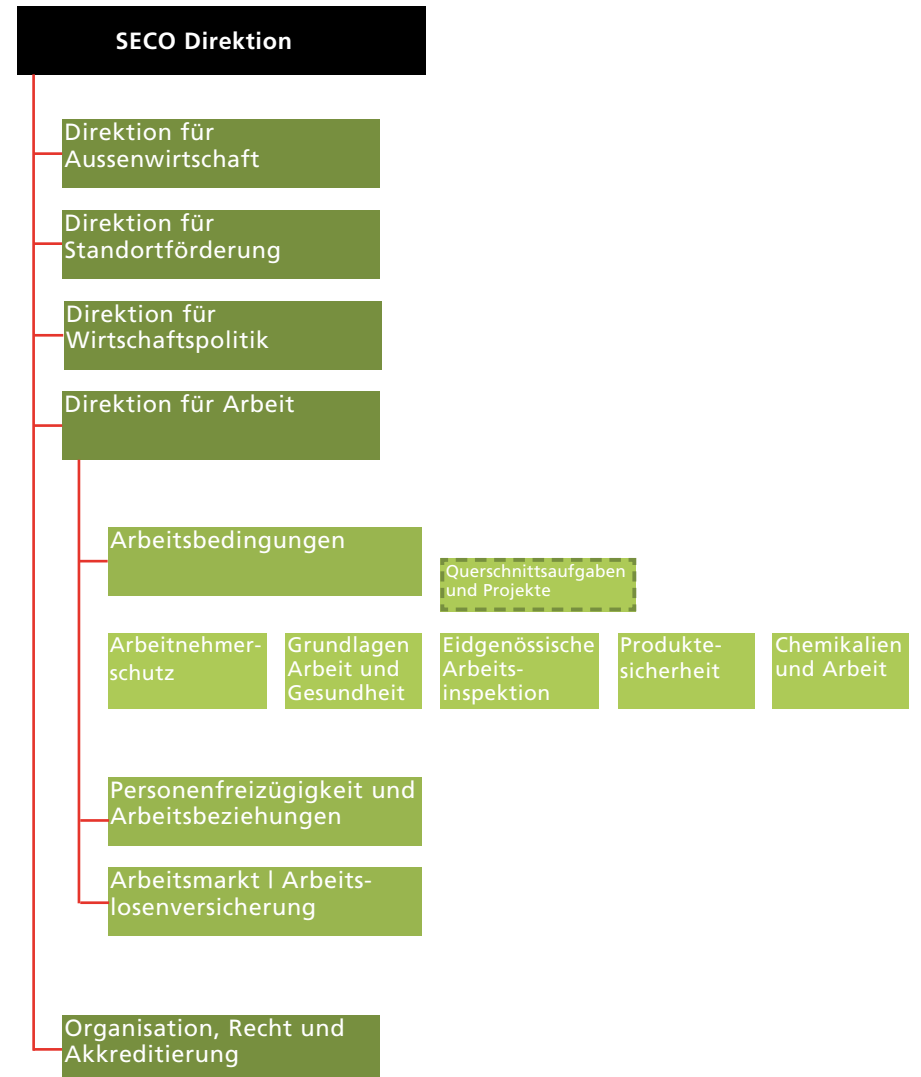 SECO Direktion
Direktion für
Aussenwirtschaft
Direktion für
Standortförderung
Direktion für
Wirtschaftspolitik
Direktion für Arbeit
Arbeitsbedingungen
Querschnittsaufgaben
und Projekte
Arbeitnehmer-
schutz
Grundlagen
Arbeit und
Gesundheit
Eidgenössische
Arbeits-
inspektion
Produkte-
sicherheit
Chemikalien
und Arbeit
Personenfreizügigkeit und
Arbeitsbeziehungen
Arbeitsmarkt | Arbeits-
losenversicherung
Organisation, Recht und
Akkreditierung